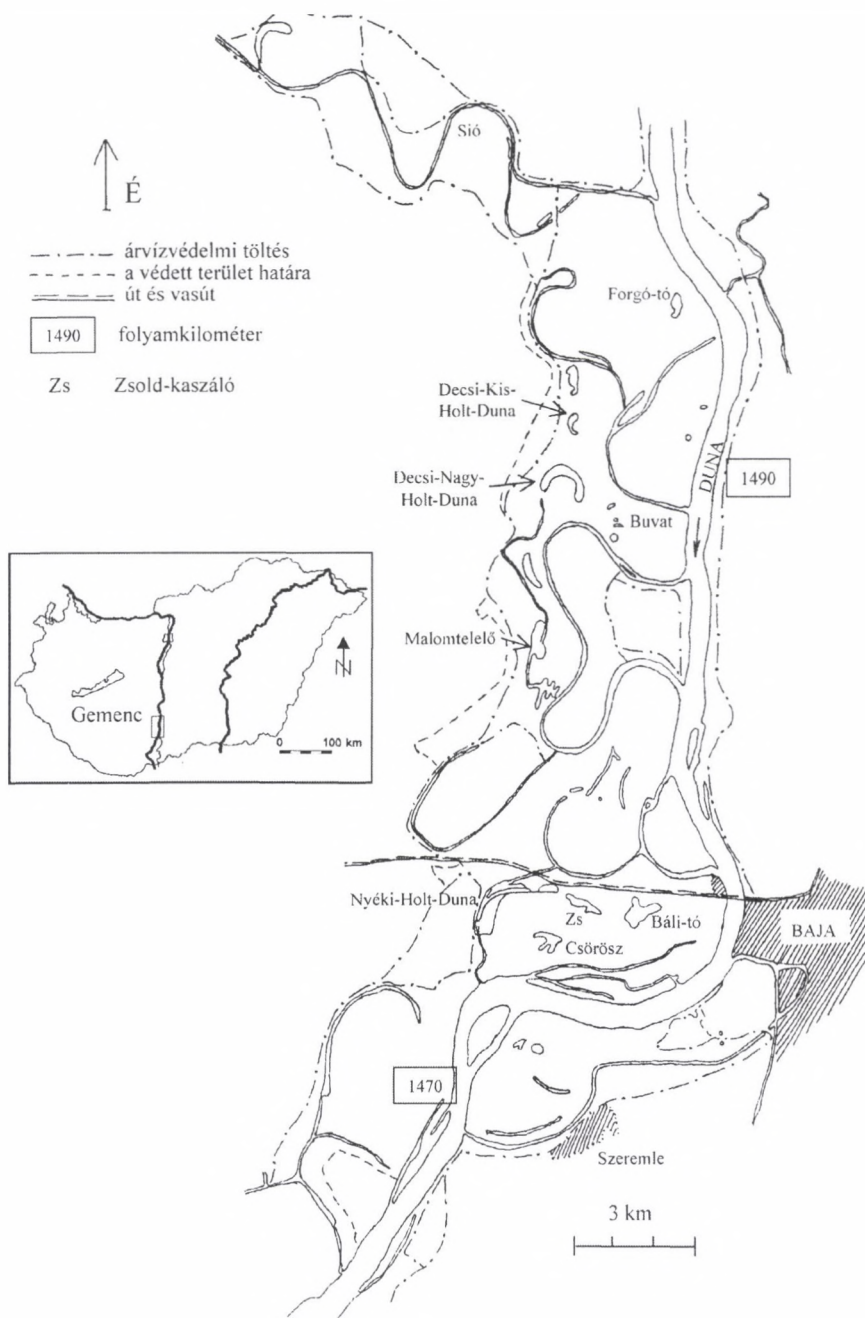 Sió
É
árvízvédelmi töltés
a védett terület határa
út és vasút
1490 folyamkilométer
Zs Zsold-kaszáló
Forgó-tó
Decsi-Kis-
Holt-Duna
Decsi-Nagy-
Holt-Duna
DUNA
1490
Buvat
Malomtelelő
Gemenc
N
0 100 km
Nyéki-Holt-Duna
Zs
Báli-tó
Csörösz
BAJA
1470
Szeremle
3 km